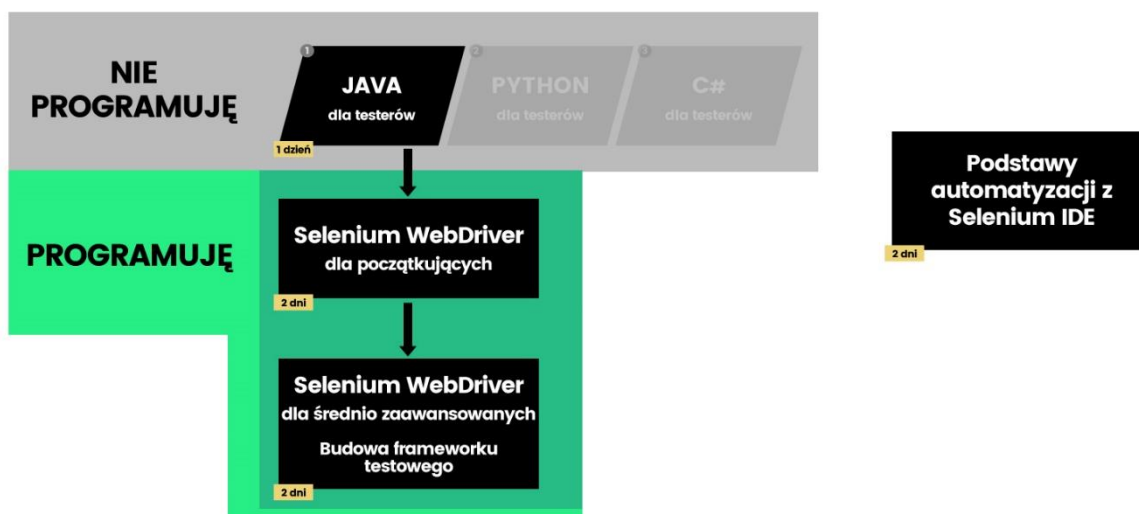 NIE
PROGRAMUJĘ
1
JAVA
dla testerów
1 dzień
2
PYTHON
dla testerów
3
C#
dla testerów
PROGRAMUJĘ
Selenium WebDriver
dla początkujących
2 dni
Selenium WebDriver
dla średnio zaawansowanych
Budowa frameworku
testowego
2 dni
Podstawy
automatyzacji z
Selenium IDE
2 dni